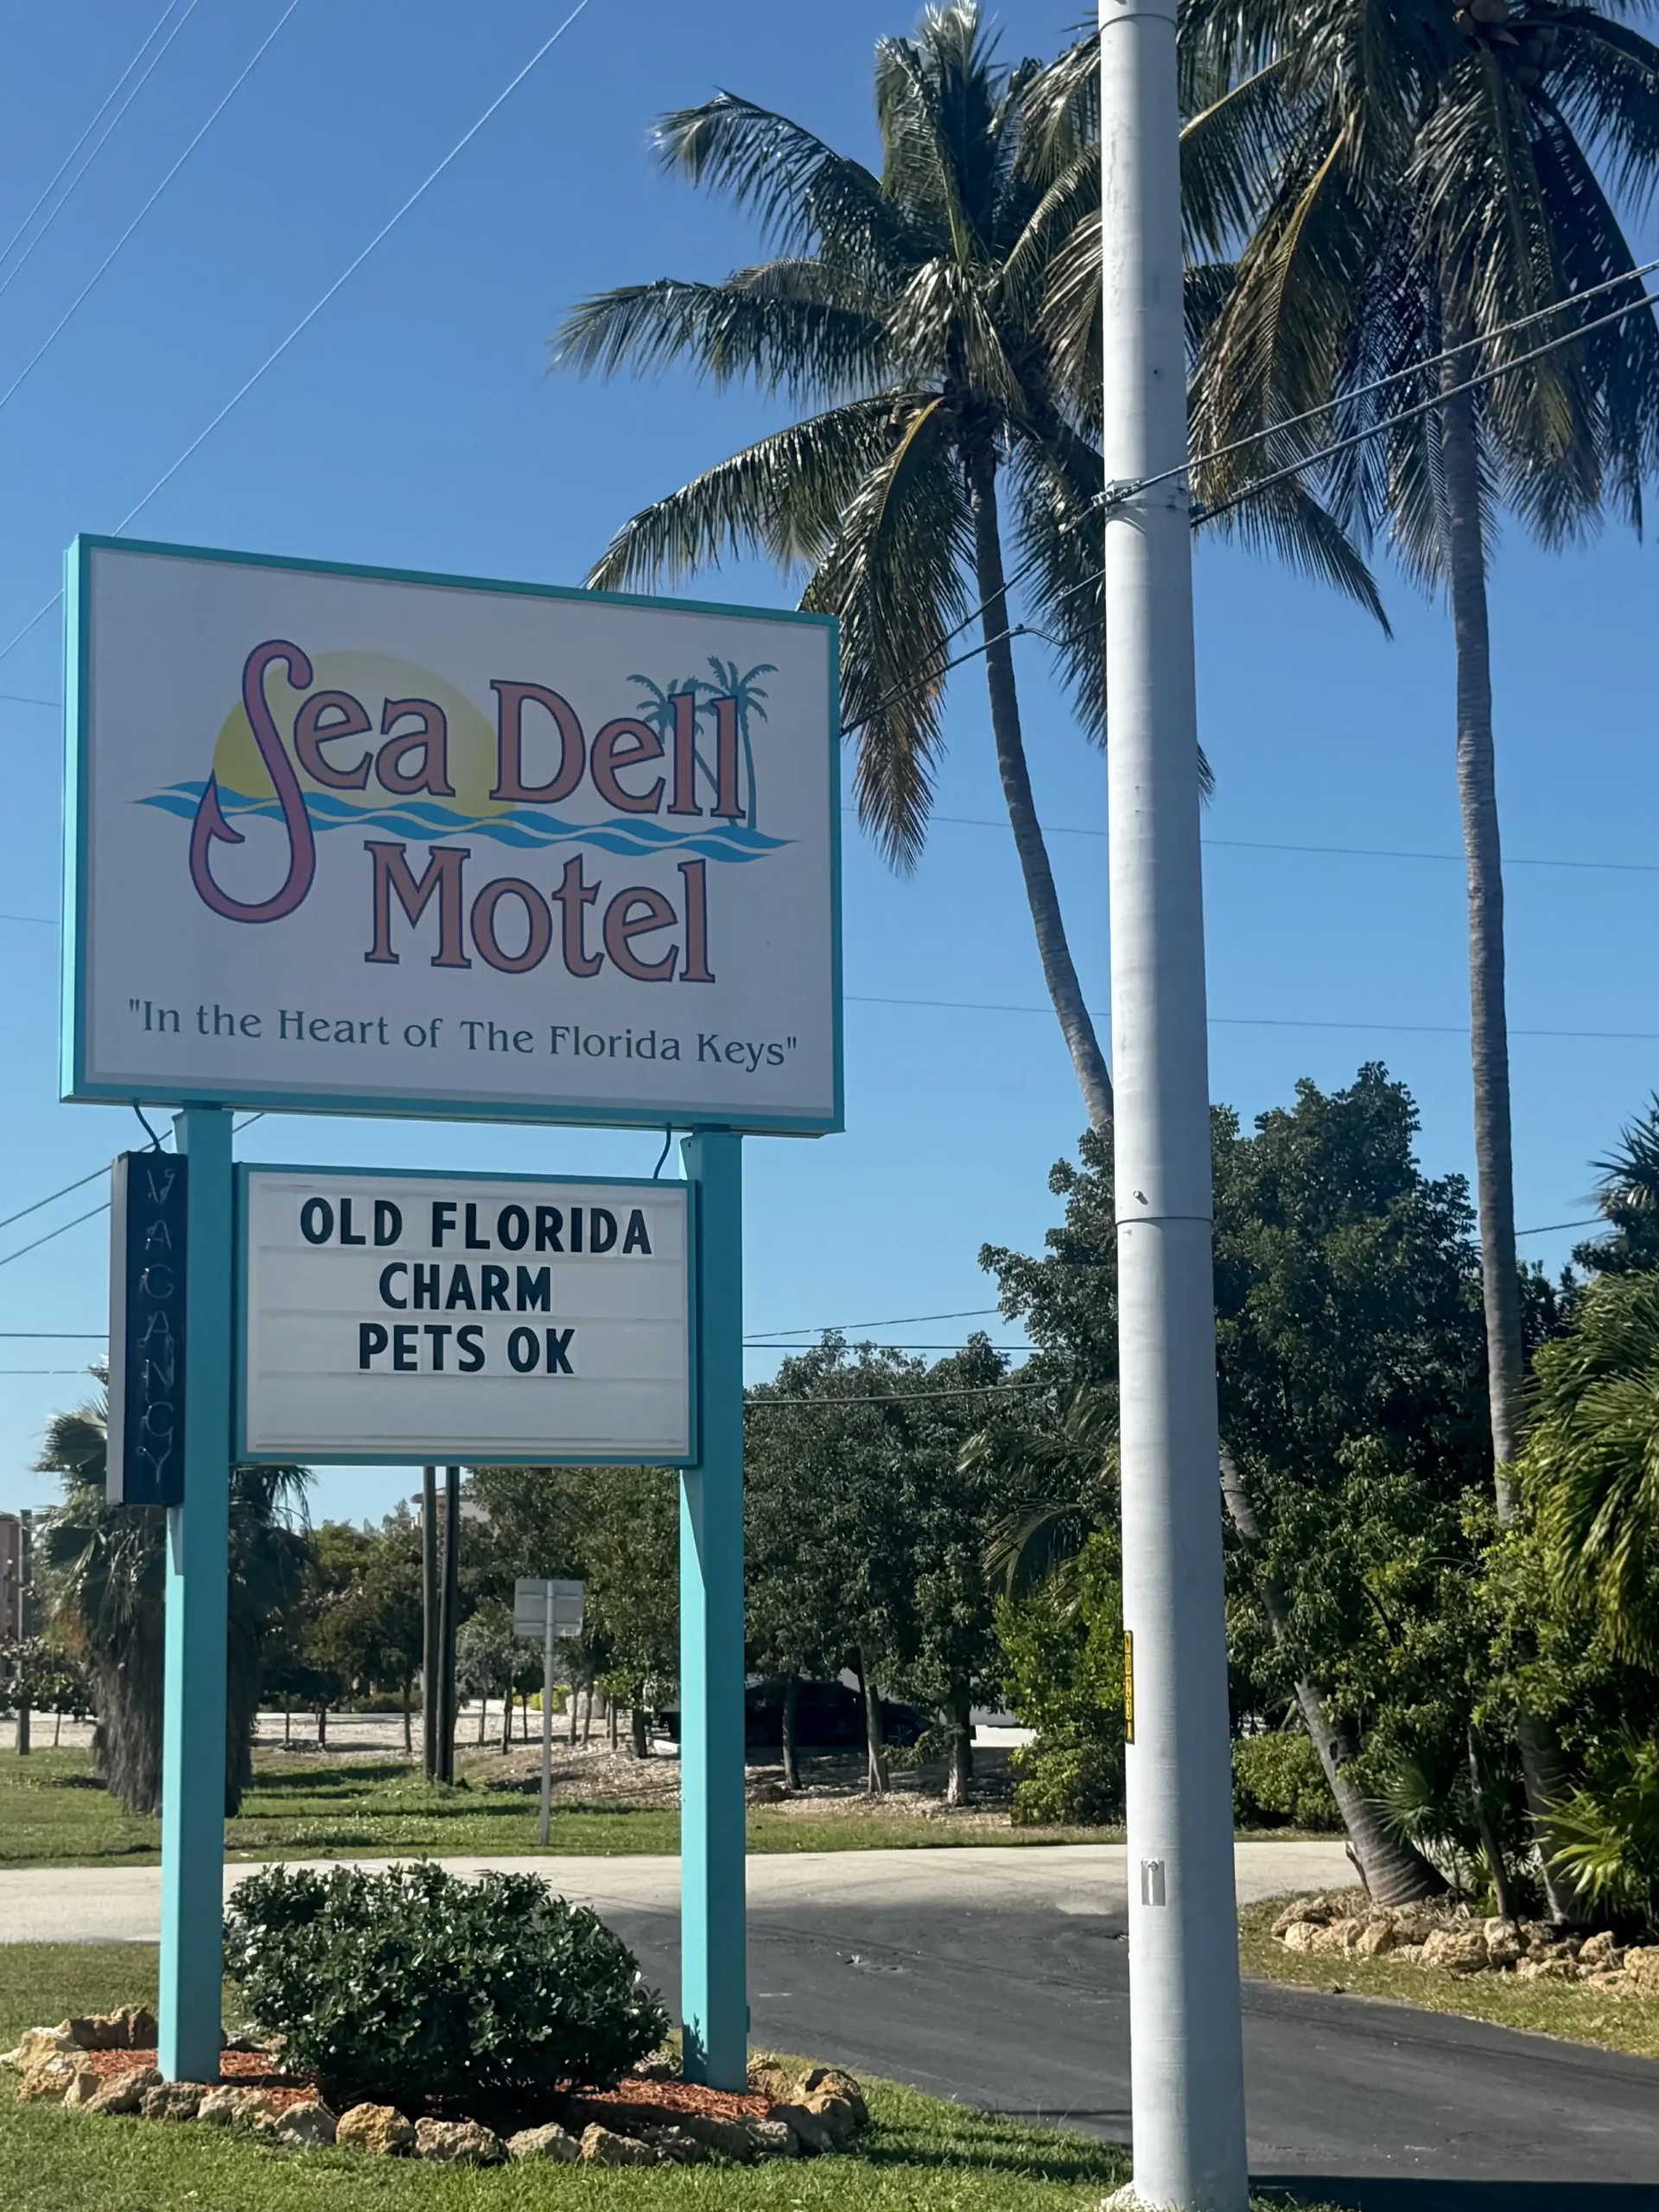 Sea Dell
Motel
"In the Heart of The Florida Keys"
VACANCY
OLD FLORIDA
CHARM
PETS OK